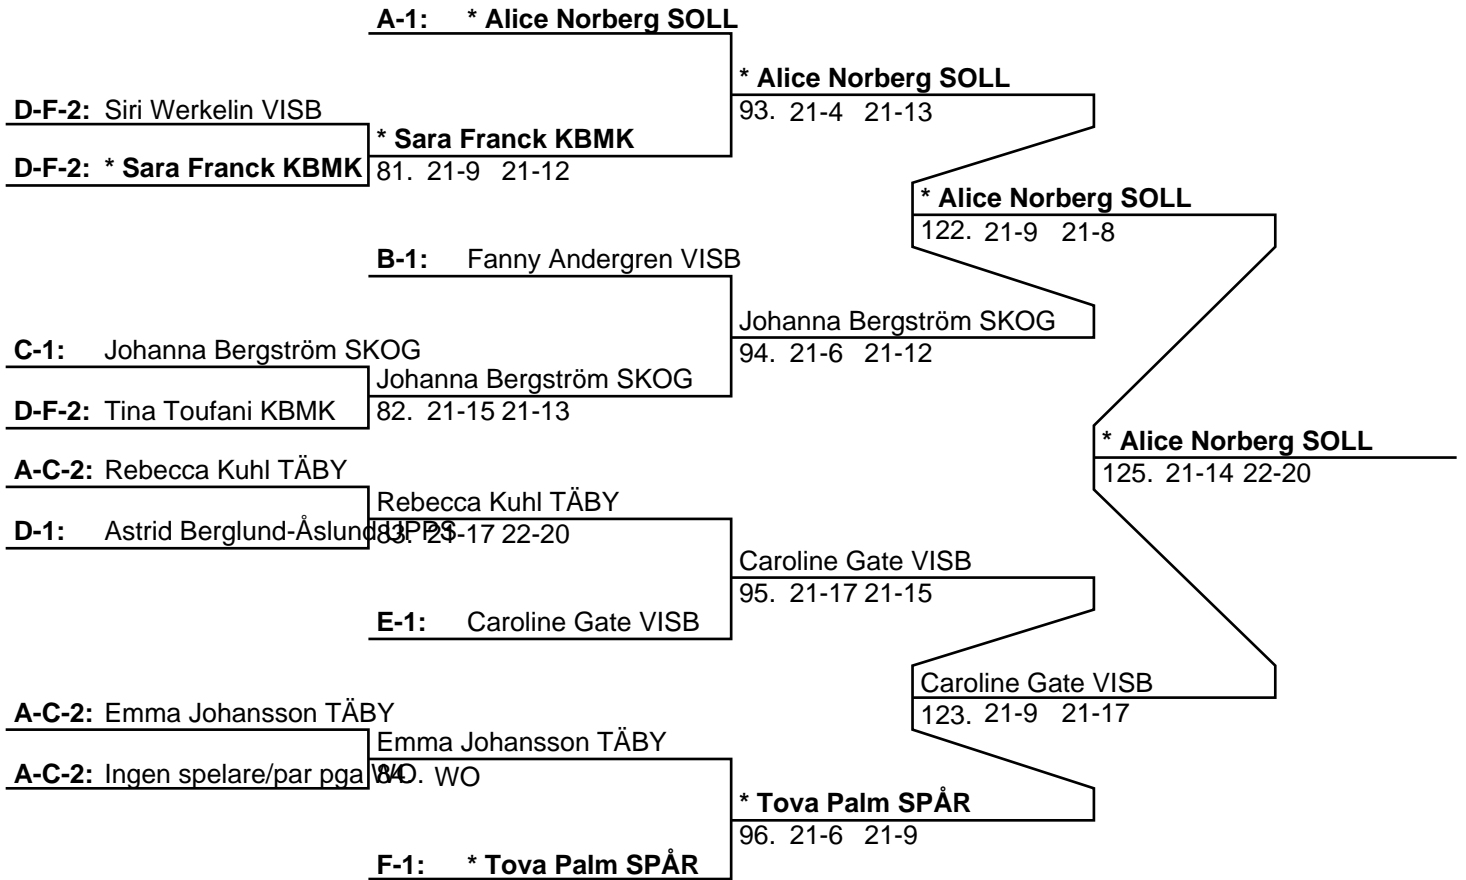 A-1: * Alice Norberg SOLL
* Alice Norberg SOLL
93. 21-4 21-13
D-F-2: Siri Werkelin VISB
* Sara Franck KBMK
D-F-2: * Sara Franck KBMK
81. 21-9 21-12
* Alice Norberg SOLL
122. 21-9 21-8
B-1: Fanny Andergren VISB
Johanna Bergström SKOG
94. 21-6 21-12
C-1: Johanna Bergström SKOG
Johanna Bergström SKOG
D-F-2: Tina Toufani KBMK
82. 21-15 21-13
* Alice Norberg SOLL
125. 21-14 22-20
A-C-2: Rebecca Kuhl TÄBY
Rebecca Kuhl TÄBY
D-1: Astrid Berglund-Åslund UPPS
83. 21-17 22-20
Caroline Gate VISB
95. 21-17 21-15
E-1: Caroline Gate VISB
Caroline Gate VISB
123. 21-9 21-17
A-C-2: Emma Johansson TÄBY
Emma Johansson TÄBY
A-C-2: Ingen spelare/par pga WO
84. WO
* Tova Palm SPÅR
96. 21-6 21-9
F-1: * Tova Palm SPÅR